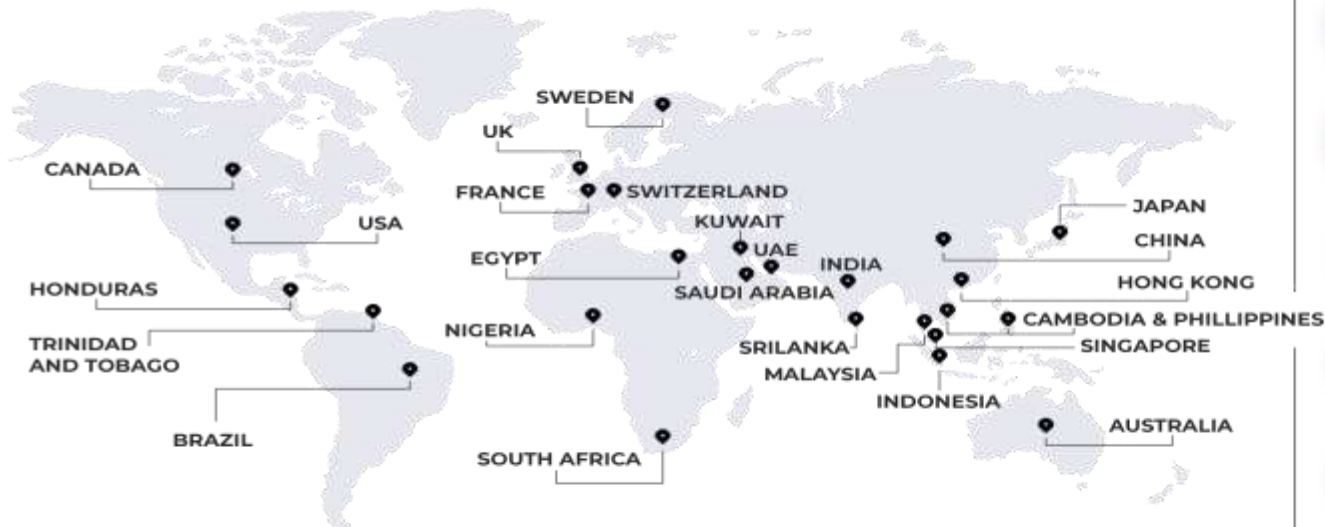 SWEDEN
UK
CANADA
FRANCE
SWITZERLAND
JAPAN
KUWAIT
USA
CHINA
UAE
EGYPT
INDIA
HONG KONG
HONDURAS
SAUDI ARABIA
CAMBODIA & PHILLIPPINES
NIGERIA
TRINIDAD
AND TOBAGO
SRILANKA
SINGAPORE
MALAYSIA
INDONESIA
AUSTRALIA
BRAZIL
SOUTH AFRICA